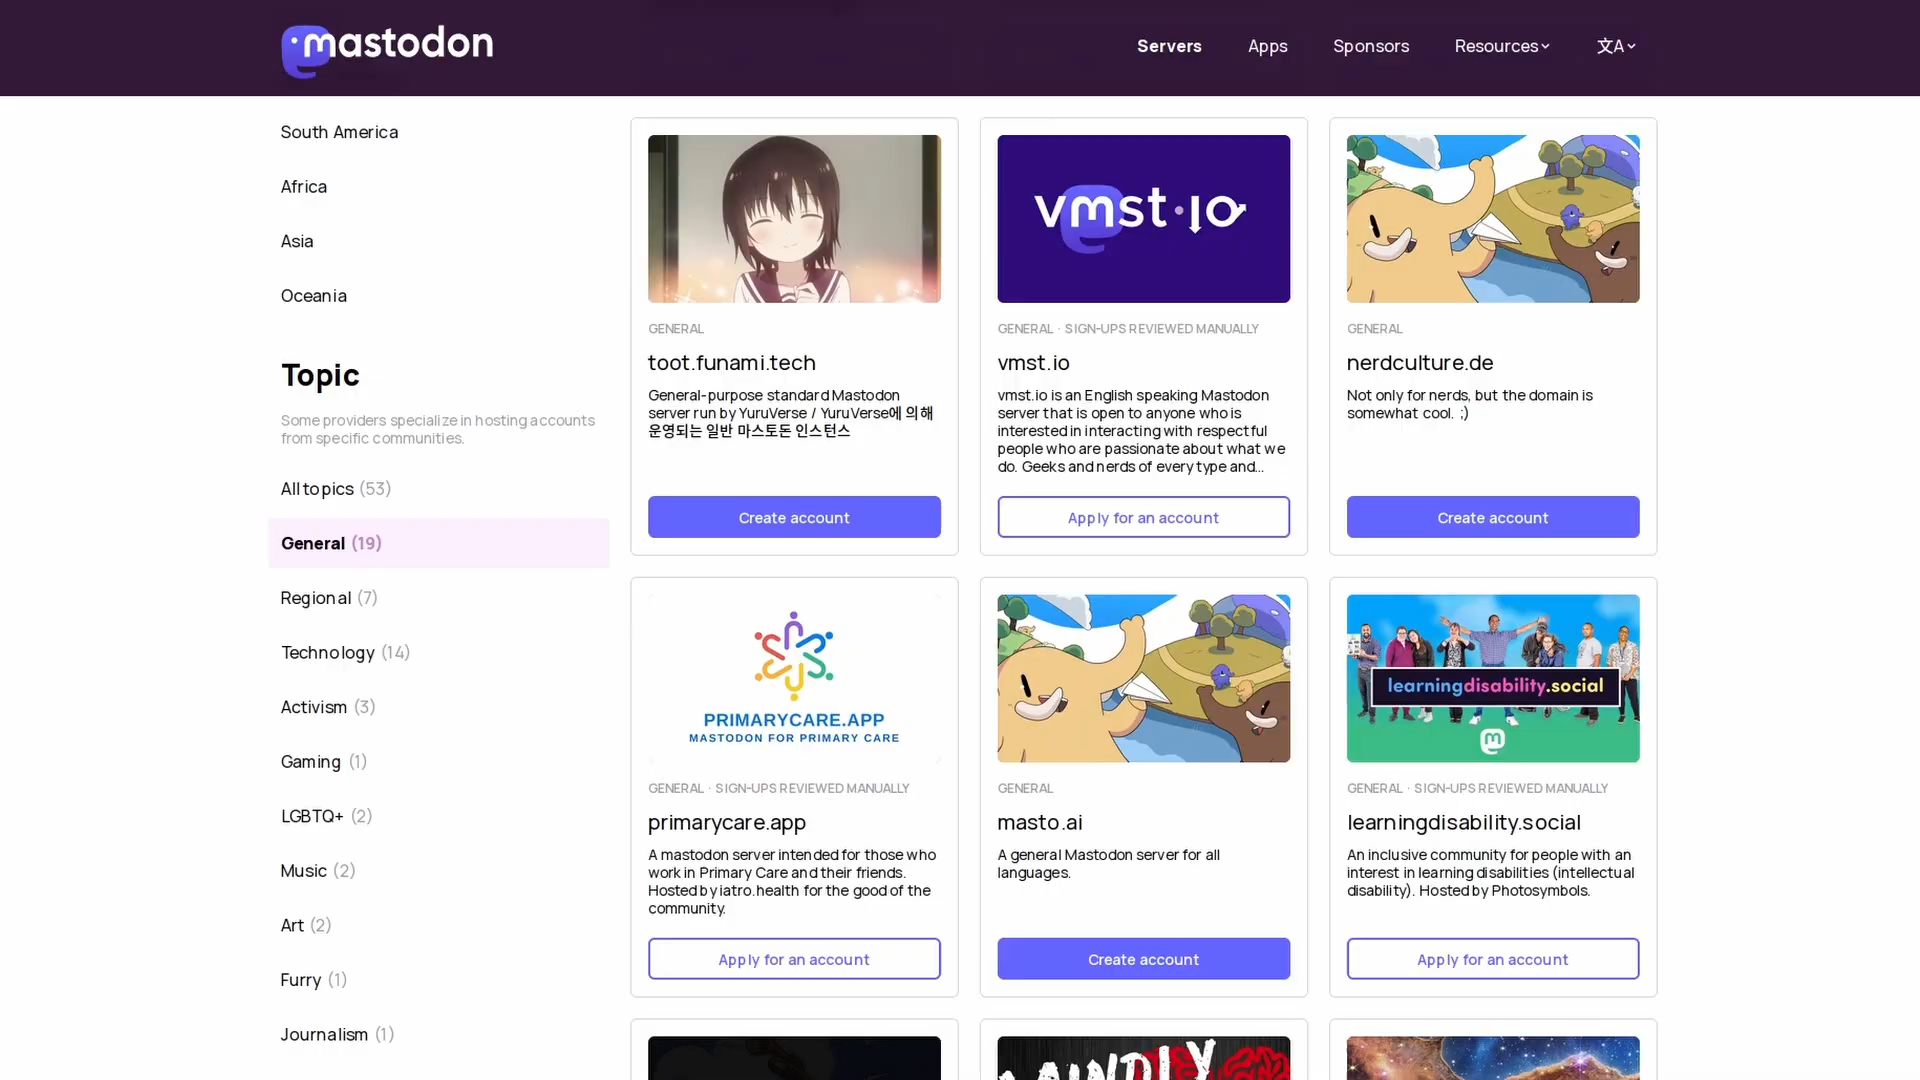 mastodon
Servers
Apps
Sponsors
Resources
文A
South America
Africa
Asia
Oceania
Topic
Some providers specialize in hosting accounts
from specific communities.
All topics (53)
General (19)
Regional (7)
Technology (14)
Activism (3)
Gaming (1)
LGBTQ+ (2)
Music (2)
Art (2)
Furry (1)
Journalism (1)
GENERAL
toot.funami.tech
General-purpose standard Mastodon
server run by YuruVerse / YuruVerse에 의해
운영되는 일반 마스토돈 인스턴스
Create account
vmst·io
GENERAL · SIGN-UPS REVIEWED MANUALLY
vmst.io
vmst.io is an English speaking Mastodon
server that is open to anyone who is
interested in interacting with respectful
people who are passionate about what we
do. Geeks and nerds of every type and...
Apply for an account
GENERAL
nerdculture.de
Not only for nerds, but the domain is
somewhat cool. ;)
Create account
PRIMARYCARE.APP
MASTODON FOR PRIMARY CARE
GENERAL · SIGN-UPS REVIEWED MANUALLY
primarycare.app
A mastodon server intended for those who
work in Primary Care and their friends.
Hosted by iatro.health for the good of the
community.
Apply for an account
GENERAL
masto.ai
A general Mastodon server for all
languages.
Create account
learningdisability.social
GENERAL · SIGN-UPS REVIEWED MANUALLY
learningdisability.social
An inclusive community for people with an
interest in learning disabilities (intellectual
disability). Hosted by Photosymbols.
Apply for an account